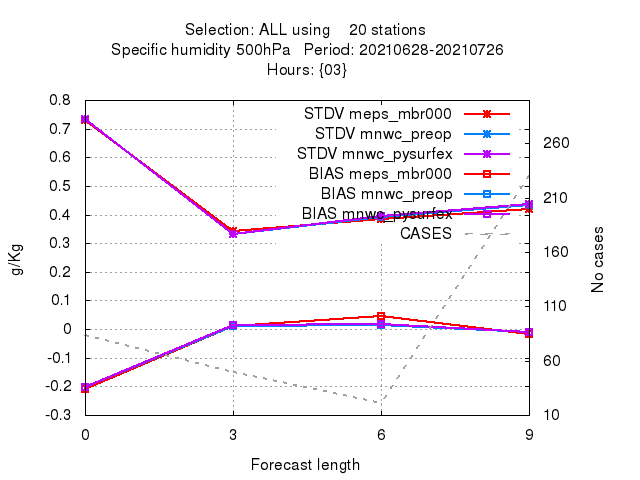 Selection: ALL using 20 stations
Specific humidity 500hPa Period: 20210628-20210726
Hours: {03}
STDV meps_mbr000
STDV mnwc_preop
STDV mnwc_pysurfex
BIAS meps_mbr000
BIAS mnwc_preop
BIAS mnwc_pysurfex
CASES
0.8
0.7
0.6
0.5
0.4
0.3
0.2
0.1
0
-0.1
-0.2
-0.3
g/Kg
260
210
160
110
60
10
No cases
0 3 6 9
Forecast length